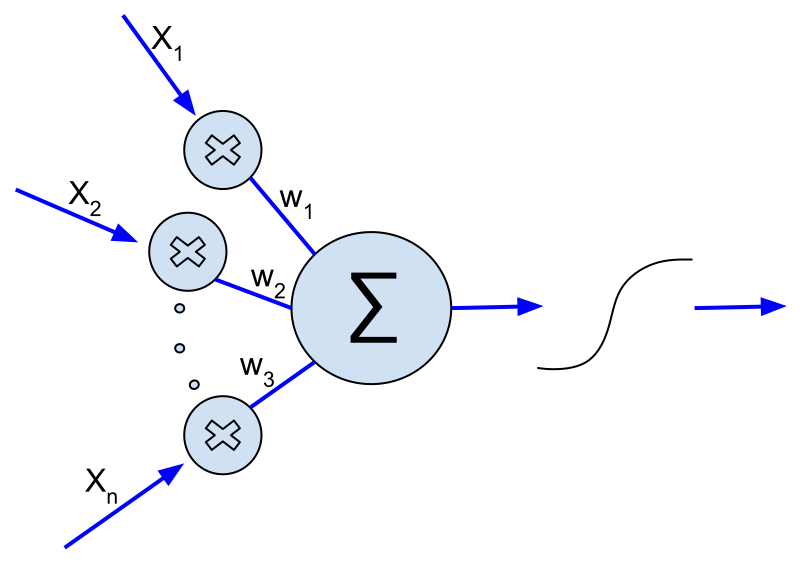 X₁
w₁
X₂
w₂
∑
w₃
Xₙ